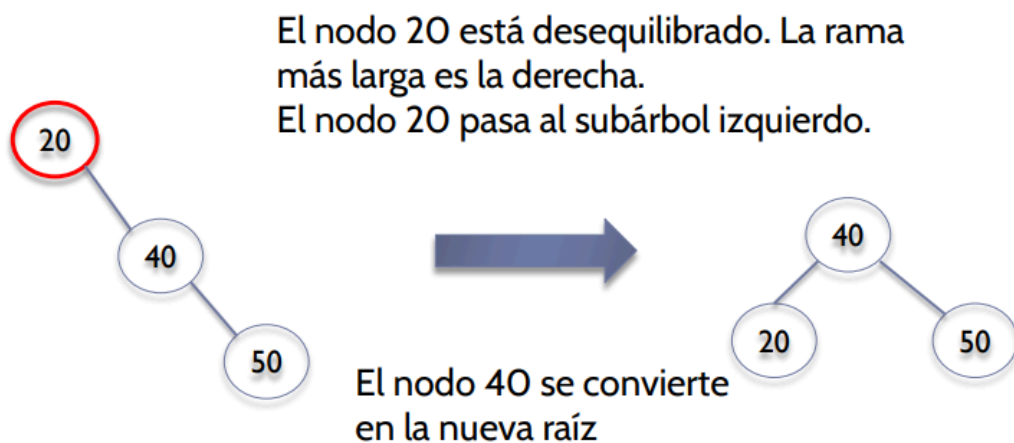 El nodo 20 está desequilibrado. La rama
más larga es la derecha.
El nodo 20 pasa al subárbol izquierdo.
20
40
50
40
20
50
El nodo 40 se convierte
en la nueva raíz